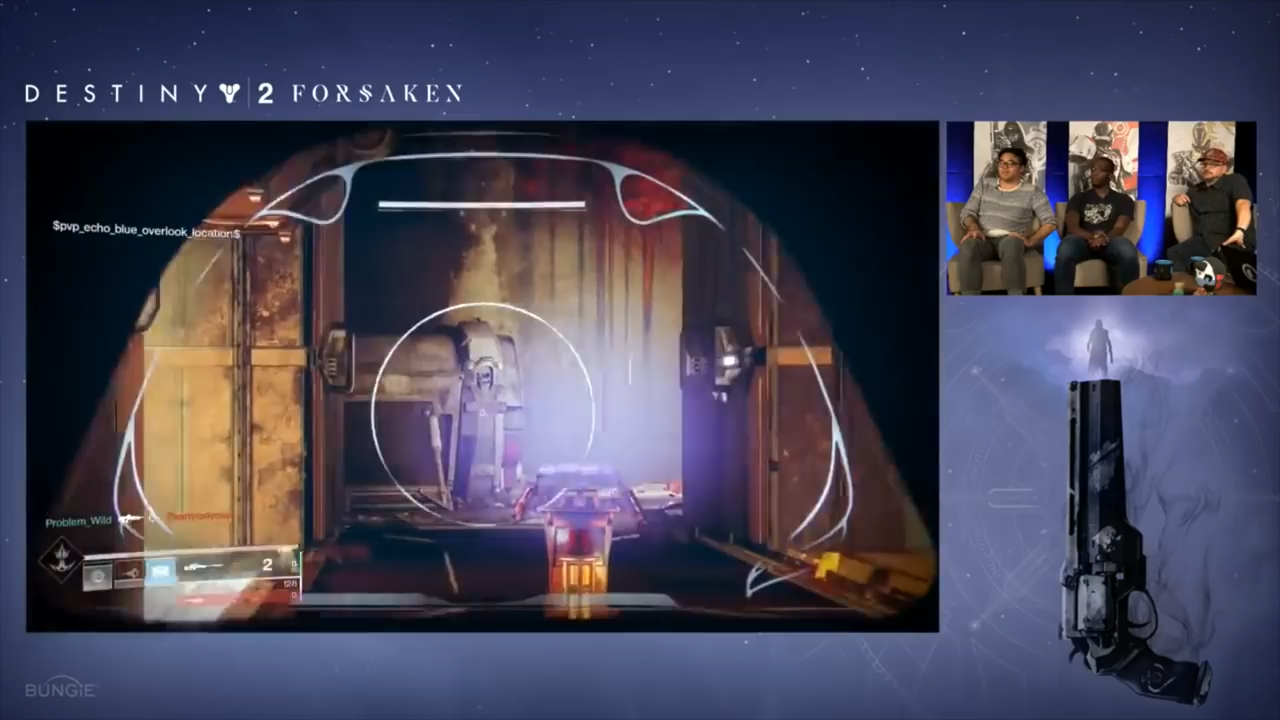 DESTINY 2 FORSAKEN
$pvp_echo_blue_overlook_location$
Problem_Wild
2
BUNGIE